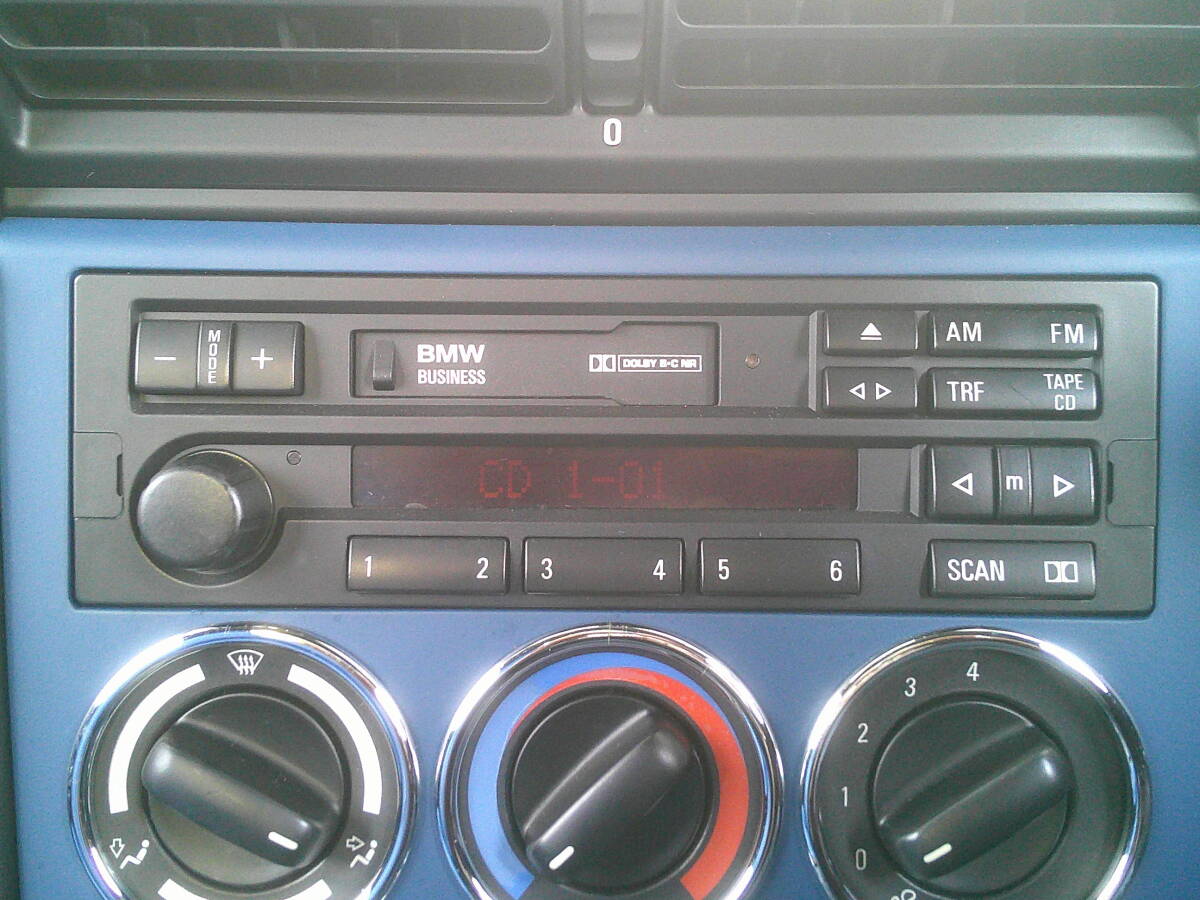 0
− MODE +
BMW
BUSINESS
DOLBY B·C NR
AM FM
TRF TAPE
CD
CD 1-01
m
1 2 3 4 5 6
SCAN
4
3
2
1
0